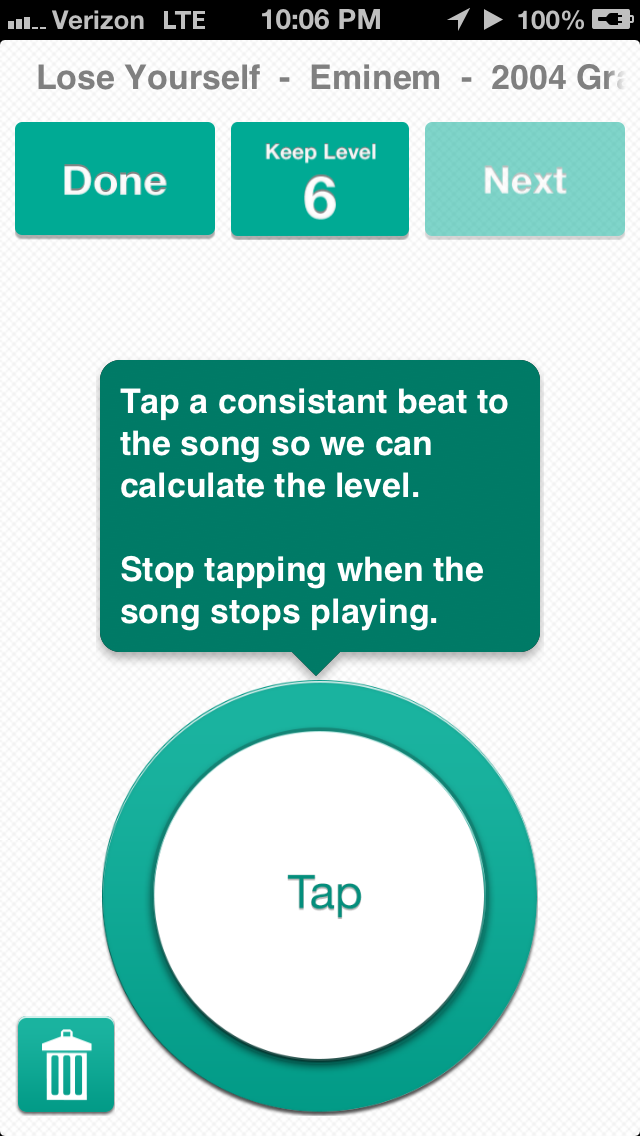 Verizon LTE 10:06 PM 100%
Lose Yourself - Eminem - 2004 Gr
Done
Keep Level
6
Next
Tap a consistant beat to
the song so we can
calculate the level.
Stop tapping when the
song stops playing.
Tap